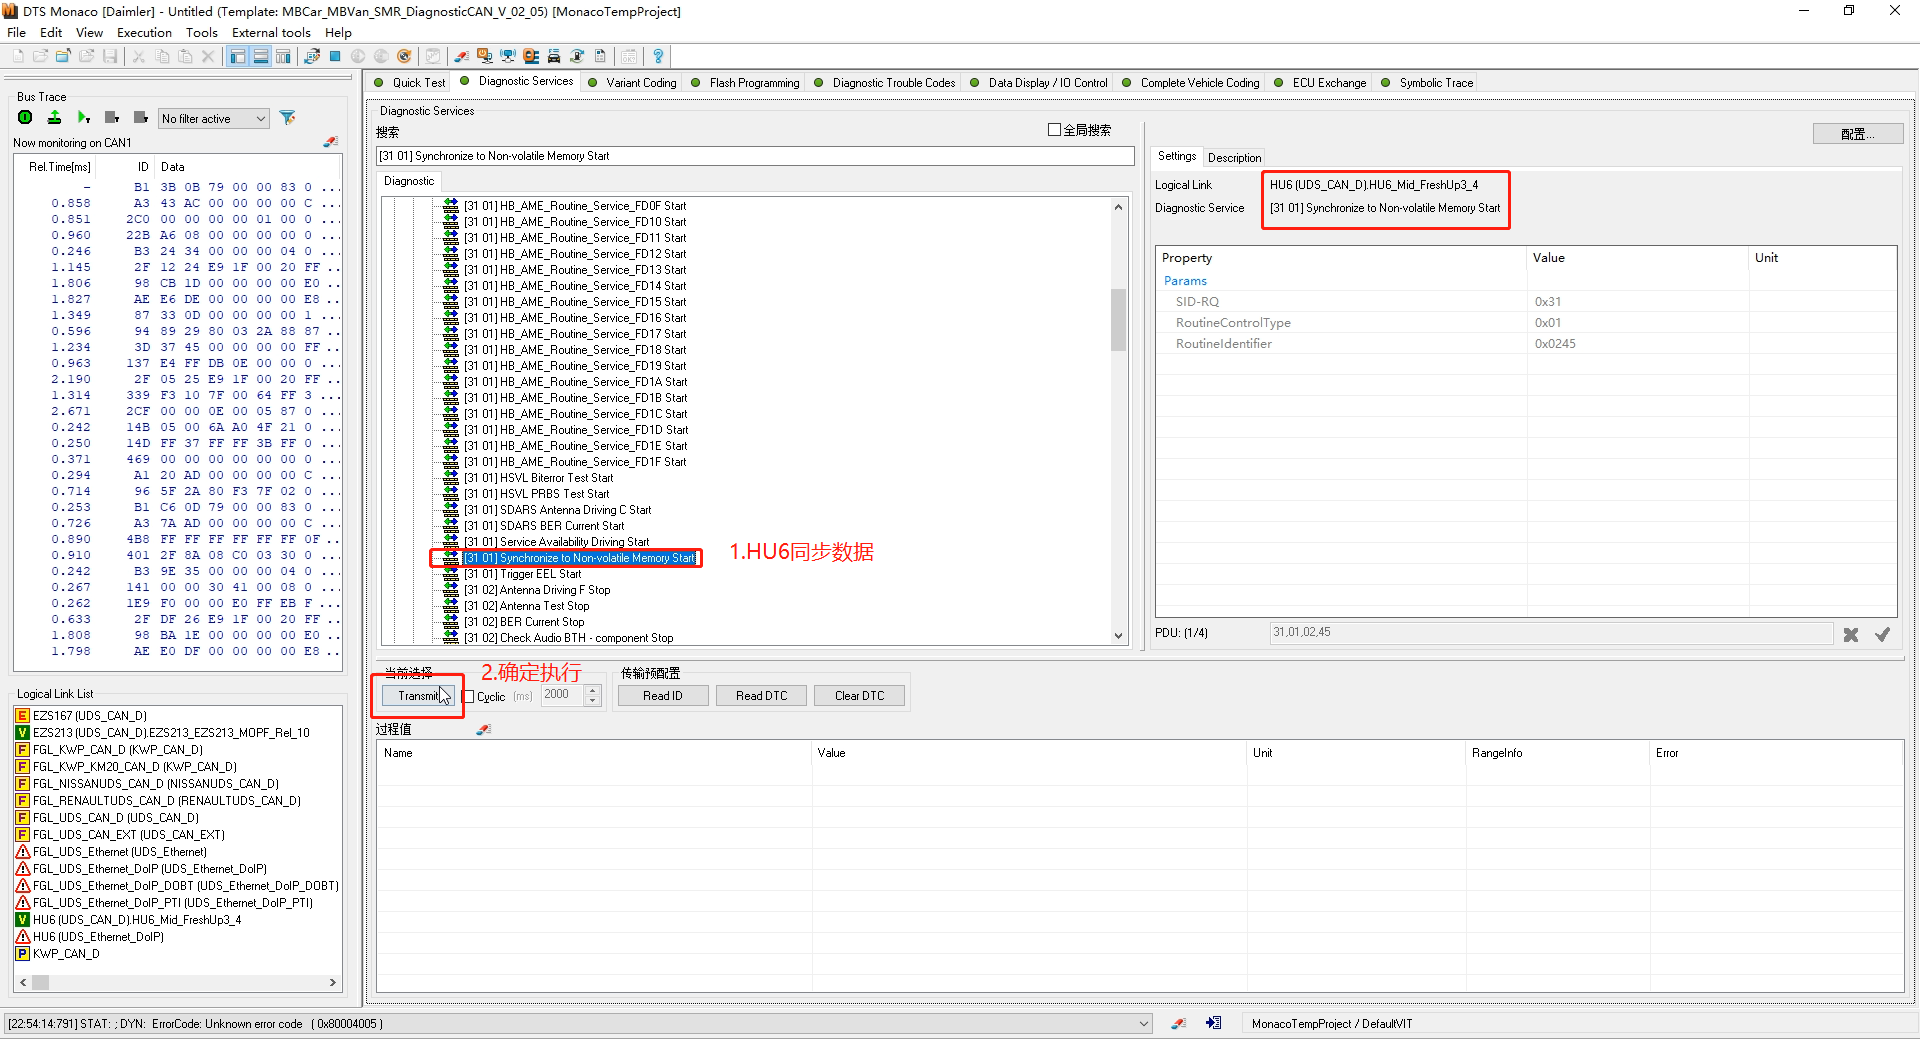 DTS Monaco [Daimler] - Untitled (Template: MBCar_MBVan_SMR_DiagnosticCAN_V_02_05) [MonacoTempProject]
File Edit View Execution Tools External tools Help
Bus Trace
No filter active
Now monitoring on CAN1
Rel.Time[ms] ID Data
– B1 3B 0B 79 00 00 83 0 ...
0.858 A3 43 AC 00 00 00 00 C ...
0.851 2C0 00 00 00 00 01 00 0 ...
0.960 22B A6 08 00 00 00 00 0 ...
0.246 B3 24 34 00 00 00 04 0 ...
1.145 2F 12 24 E9 1F 00 20 FF ..
1.806 98 CB 1D 00 00 00 00 E0 ..
1.827 AE E6 DE 00 00 00 00 E8 ..
1.349 87 33 0D 00 00 00 00 1 ...
0.596 94 89 29 80 03 2A 88 87 ..
1.234 3D 37 45 00 00 00 00 FF ..
0.963 137 E4 FF DB 0E 00 00 0 ...
2.190 2F 05 25 E9 1F 00 20 FF ..
1.314 339 F3 10 7F 00 64 FF 3 ...
2.671 2CF 00 00 0E 00 05 87 0 ...
0.242 14B 05 00 6A A0 4F 21 0 ...
0.250 14D FF 37 FF FF 3B FF 0 ...
0.371 469 00 00 00 00 00 00 0 ...
0.294 A1 20 AD 00 00 00 00 C ...
0.714 96 5F 2A 80 F3 7F 02 0 ...
0.253 B1 C6 0D 79 00 00 83 0 ...
0.726 A3 7A AD 00 00 00 00 C ...
0.890 4B8 FF FF FF FF FF FF 0F ..
0.910 401 2F 8A 08 C0 03 30 0 ...
0.242 B3 9E 35 00 00 00 04 0 ...
0.267 141 00 00 30 41 00 08 0 ...
0.262 1E9 F0 00 00 E0 FF EB F ...
0.633 2F DF 26 E9 1F 00 20 FF ..
1.808 98 BA 1E 00 00 00 00 E0 ..
1.798 AE E0 DF 00 00 00 00 E8 ..
Logical Link List
E EZS167 (UDS_CAN_D)
V EZS213 (UDS_CAN_D).EZS213_EZS213_MOPF_Rel_10
F FGL_KWP_CAN_D (KWP_CAN_D)
F FGL_KWP_KM20_CAN_D (KWP_CAN_D)
F FGL_NISSANUDS_CAN_D (NISSANUDS_CAN_D)
F FGL_RENAULTUDS_CAN_D (RENAULTUDS_CAN_D)
F FGL_UDS_CAN_D (UDS_CAN_D)
F FGL_UDS_CAN_EXT (UDS_CAN_EXT)
FGL_UDS_Ethernet (UDS_Ethernet)
FGL_UDS_Ethernet_DoIP (UDS_Ethernet_DoIP)
FGL_UDS_Ethernet_DoIP_DOBT (UDS_Ethernet_DoIP_DOBT)
FGL_UDS_Ethernet_DoIP_PTI (UDS_Ethernet_DoIP_PTI)
V HU6 (UDS_CAN_D).HU6_Mid_FreshUp3_4
HU6 (UDS_Ethernet_DoIP)
P KWP_CAN_D
Quick Test Diagnostic Services Variant Coding Flash Programming Diagnostic Trouble Codes Data Display / IO Control Complete Vehicle Coding ECU Exchange Symbolic Trace
Diagnostic Services
搜索 全局搜索
[31 01] Synchronize to Non-volatile Memory Start
Diagnostic
[31 01] HB_AME_Routine_Service_FD0F Start
[31 01] HB_AME_Routine_Service_FD10 Start
[31 01] HB_AME_Routine_Service_FD11 Start
[31 01] HB_AME_Routine_Service_FD12 Start
[31 01] HB_AME_Routine_Service_FD13 Start
[31 01] HB_AME_Routine_Service_FD14 Start
[31 01] HB_AME_Routine_Service_FD15 Start
[31 01] HB_AME_Routine_Service_FD16 Start
[31 01] HB_AME_Routine_Service_FD17 Start
[31 01] HB_AME_Routine_Service_FD18 Start
[31 01] HB_AME_Routine_Service_FD19 Start
[31 01] HB_AME_Routine_Service_FD1A Start
[31 01] HB_AME_Routine_Service_FD1B Start
[31 01] HB_AME_Routine_Service_FD1C Start
[31 01] HB_AME_Routine_Service_FD1D Start
[31 01] HB_AME_Routine_Service_FD1E Start
[31 01] HB_AME_Routine_Service_FD1F Start
[31 01] HSVL Biterror Test Start
[31 01] HSVL PRBS Test Start
[31 01] SDARS Antenna Driving C Start
[31 01] SDARS BER Current Start
[31 01] Service Availability Driving Start
[31 01] Synchronize to Non-volatile Memory Start
1.HU6同步数据
[31 01] Trigger EEL Start
[31 02] Antenna Driving F Stop
[31 02] Antenna Test Stop
[31 02] BER Current Stop
[31 02] Check Audio BTH - component Stop
配置...
Settings Description
Logical Link HU6 (UDS_CAN_D).HU6_Mid_FreshUp3_4
Diagnostic Service [31 01] Synchronize to Non-volatile Memory Start
Property Value Unit
Params
SID-RQ 0x31
RoutineControlType 0x01
RoutineIdentifier 0x0245
PDU: (1/4) 31,01,02,45
当前选择 2.确定执行 传输预配置
Transmit Cyclic (ms) 2000 Read ID Read DTC Clear DTC
过程值
Name Value Unit RangeInfo Error
[22:54:14:791] STAT: ; DYN: ErrorCode: Unknown error code ( 0x80004005 )
MonacoTempProject / DefaultVIT